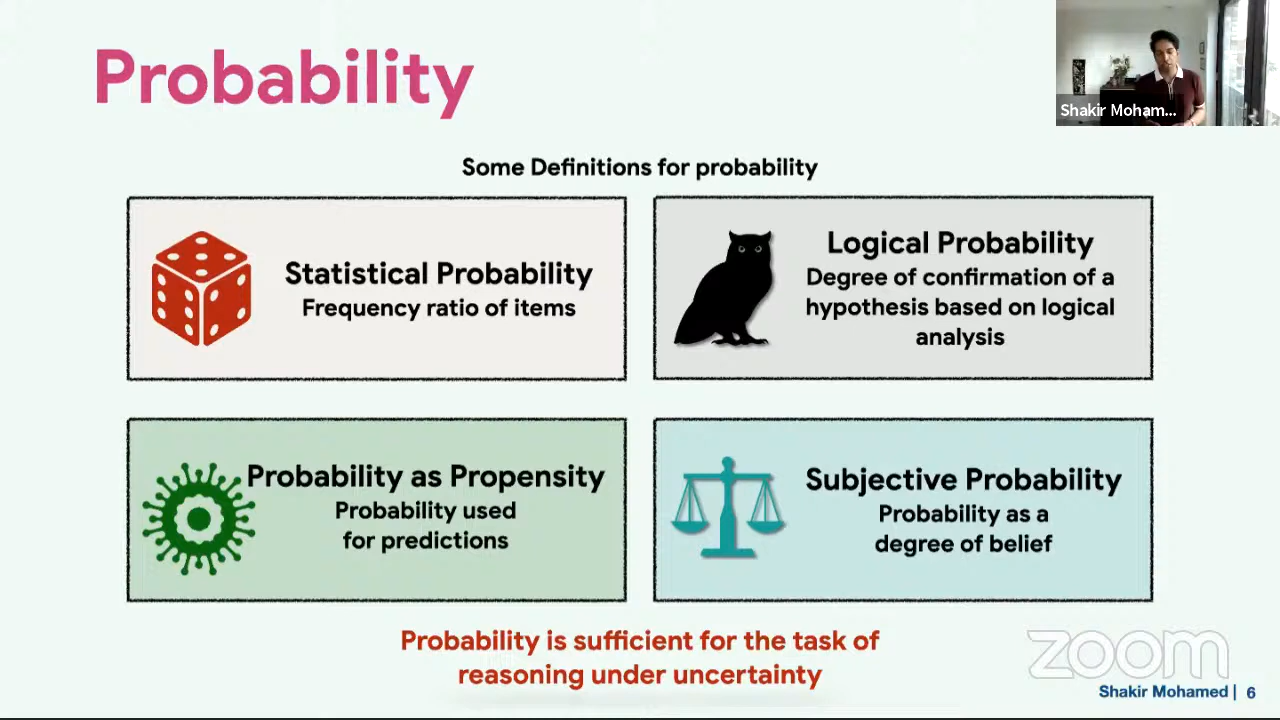 Probability
Shakir Moham...
Some Definitions for probability
Statistical Probability
Frequency ratio of items
Logical Probability
Degree of confirmation of a
hypothesis based on logical
analysis
Probability as Propensity
Probability used
for predictions
Subjective Probability
Probability as a
degree of belief
Probability is sufficient for the task of
reasoning under uncertainty
zoom
Shakir Mohamed | 6